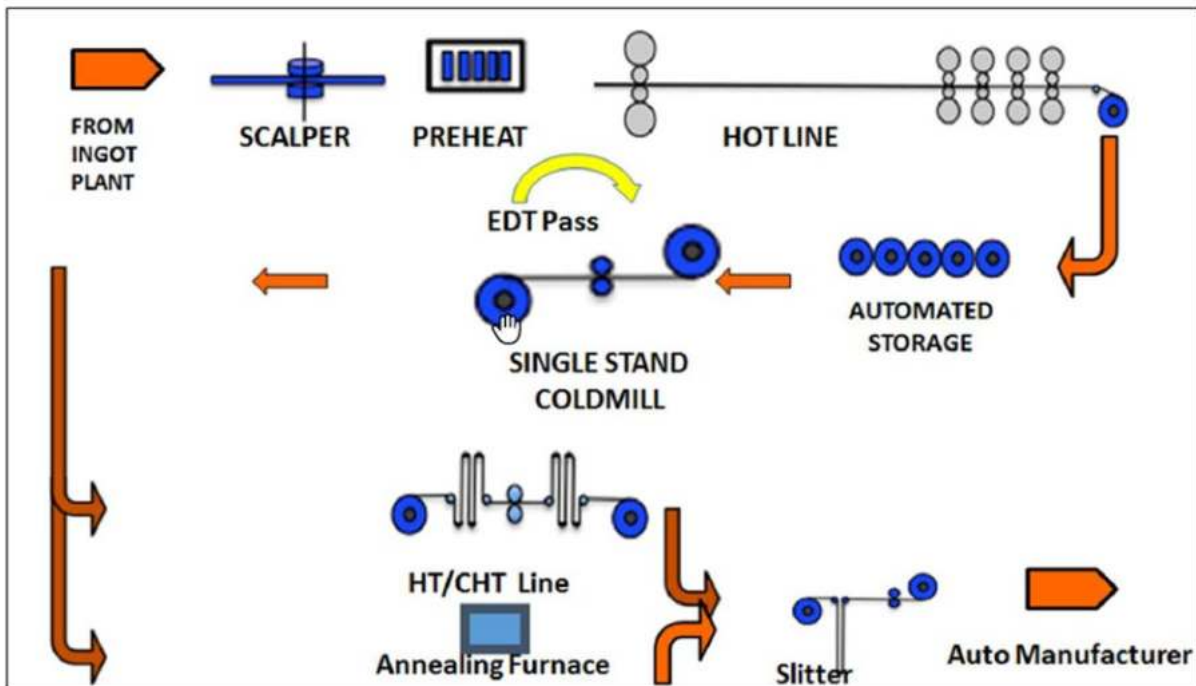 FROM
INGOT
PLANT
SCALPER
PREHEAT
HOT LINE
EDT Pass
AUTOMATED
STORAGE
SINGLE STAND
COLDMILL
HT/CHT Line
Annealing Furnace
Slitter
Auto Manufacturer